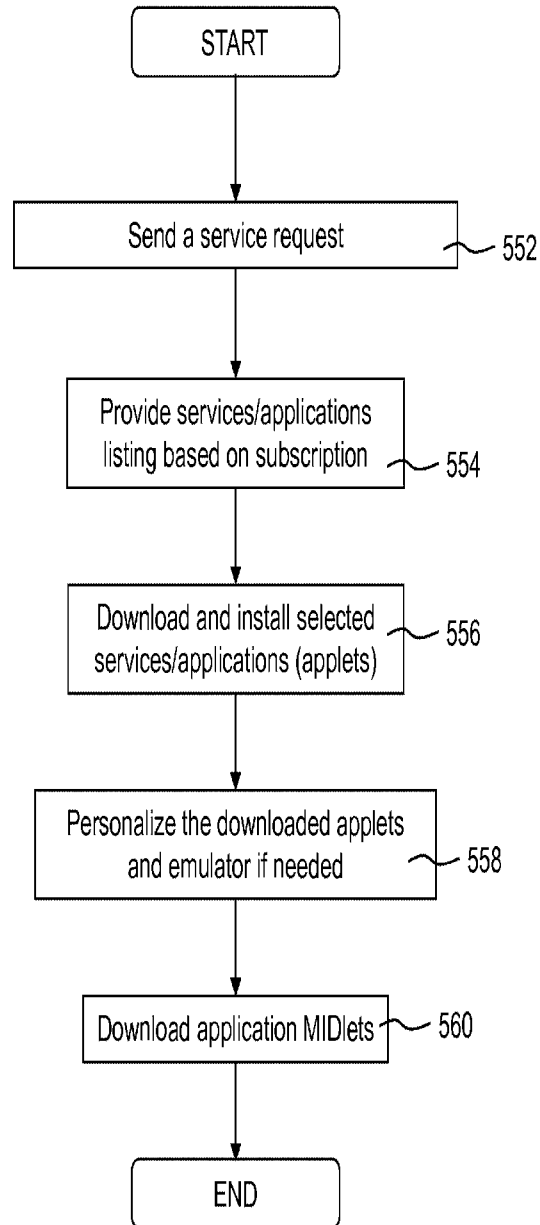 START
Send a service request
552
Provide services/applications
listing based on subscription
554
Download and install selected
services/applications (applets)
556
Personalize the downloaded applets
and emulator if needed
558
Download application MIDlets
560
END